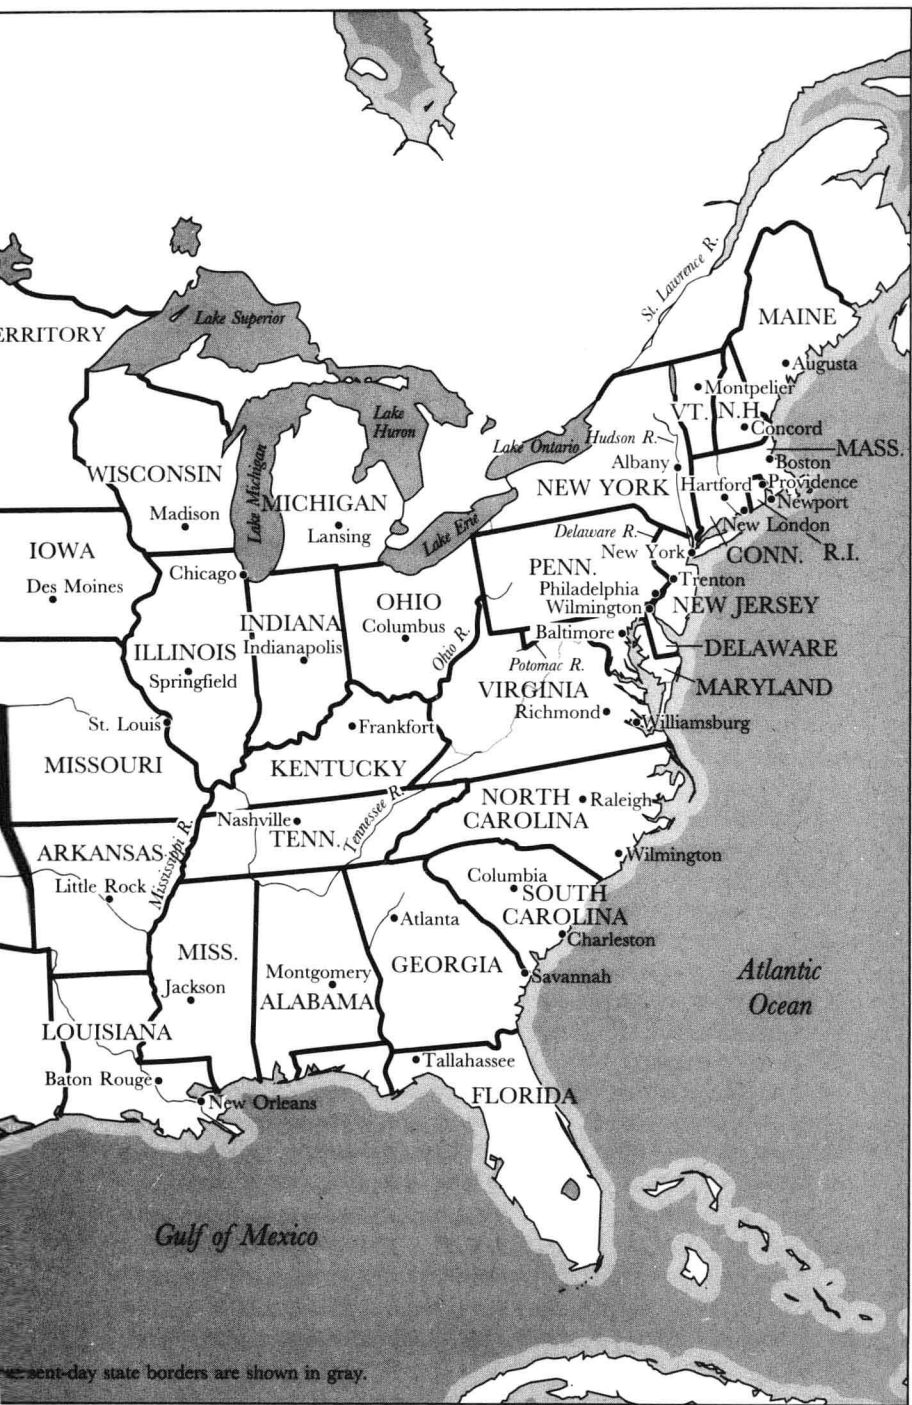 St. Lawrence R.
Lake Superior
ERRITORY
MAINE
Augusta
Montpelier
Lake
Huron
VT.
N.H.
Concord
Lake Ontario
Hudson R.
MASS.
Lake Michigan
Albany
Boston
WISCONSIN
MICHIGAN
NEW YORK
Hartford
Providence
Newport
Madison
Lansing
Lake Erie
New London
Delaware R.
IOWA
New York
CONN.
R.I.
Chicago
PENN.
Trenton
Des Moines
Philadelphia
OHIO
Wilmington
NEW JERSEY
INDIANA
Columbus
Baltimore
ILLINOIS
Indianapolis
Ohio R.
DELAWARE
Potomac R.
Springfield
VIRGINIA
MARYLAND
Richmond
St. Louis
Frankfort
Williamsburg
MISSOURI
KENTUCKY
NORTH
CAROLINA
Raleigh
Nashville
TENN.
Tennessee R.
ARKANSAS
Mississippi R.
Wilmington
Little Rock
Columbia
SOUTH
CAROLINA
Atlanta
Charleston
MISS.
GEORGIA
Montgomery
ALABAMA
Savannah
Atlantic
Ocean
Jackson
LOUISIANA
Tallahassee
Baton Rouge
FLORIDA
New Orleans
Gulf of Mexico
sent-day state borders are shown in gray.